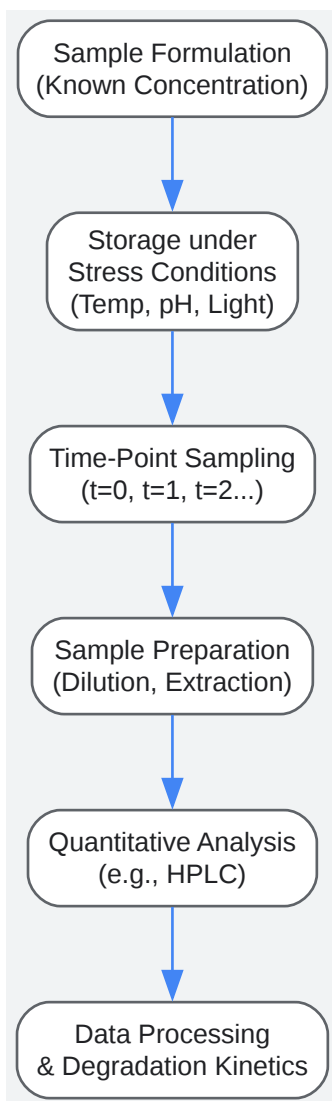 Sample Formulation
(Known Concentration)
Storage under
Stress Conditions
(Temp, pH, Light)
Time-Point Sampling
(t=0, t=1, t=2...)
Sample Preparation
(Dilution, Extraction)
Quantitative Analysis
(e.g., HPLC)
Data Processing
& Degradation Kinetics